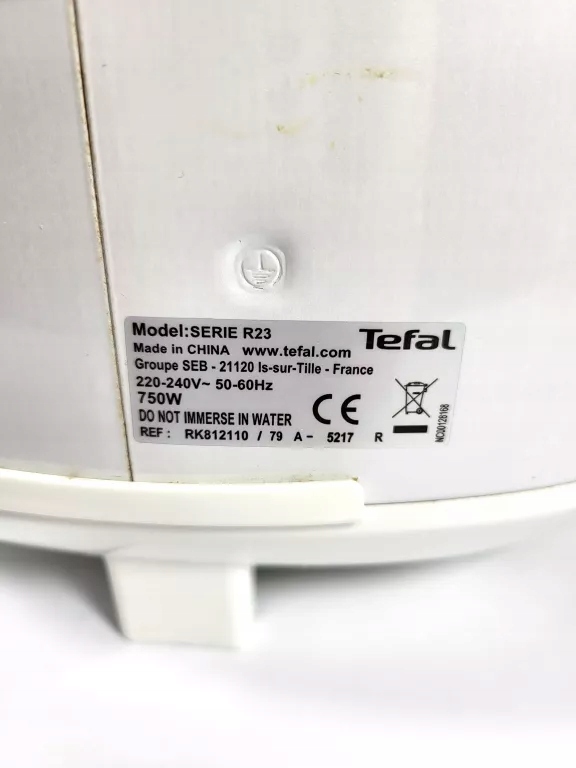 Model:SERIE R23
Tefal
Made in CHINA www.tefal.com
Groupe SEB - 21120 Is-sur-Tille - France
220-240V~ 50-60Hz
750W
DO NOT IMMERSE IN WATER
CE
REF : RK812110 / 79 A - 5217 R
NC00128168